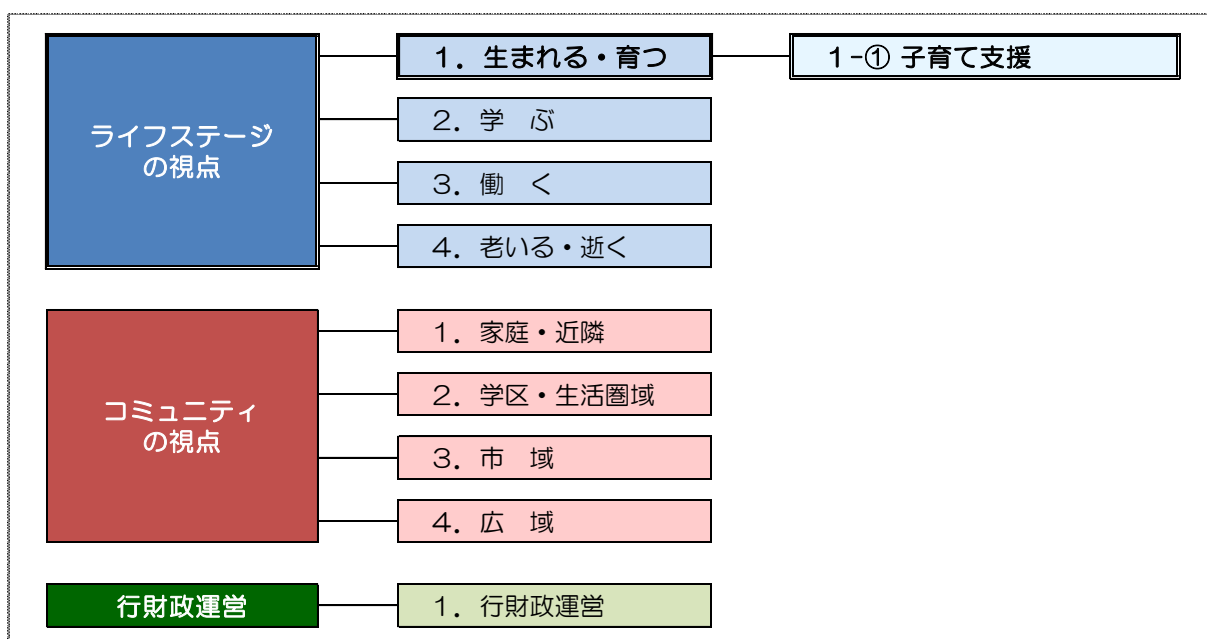 ライフステージ
の視点
１．生まれる・育つ
１-① 子育て支援
２．学　ぶ
３．働　く
４．老いる・逝く
コミュニティ
の視点
１．家庭・近隣
２．学区・生活圏域
３．市　域
４．広　域
行財政運営
１．行財政運営